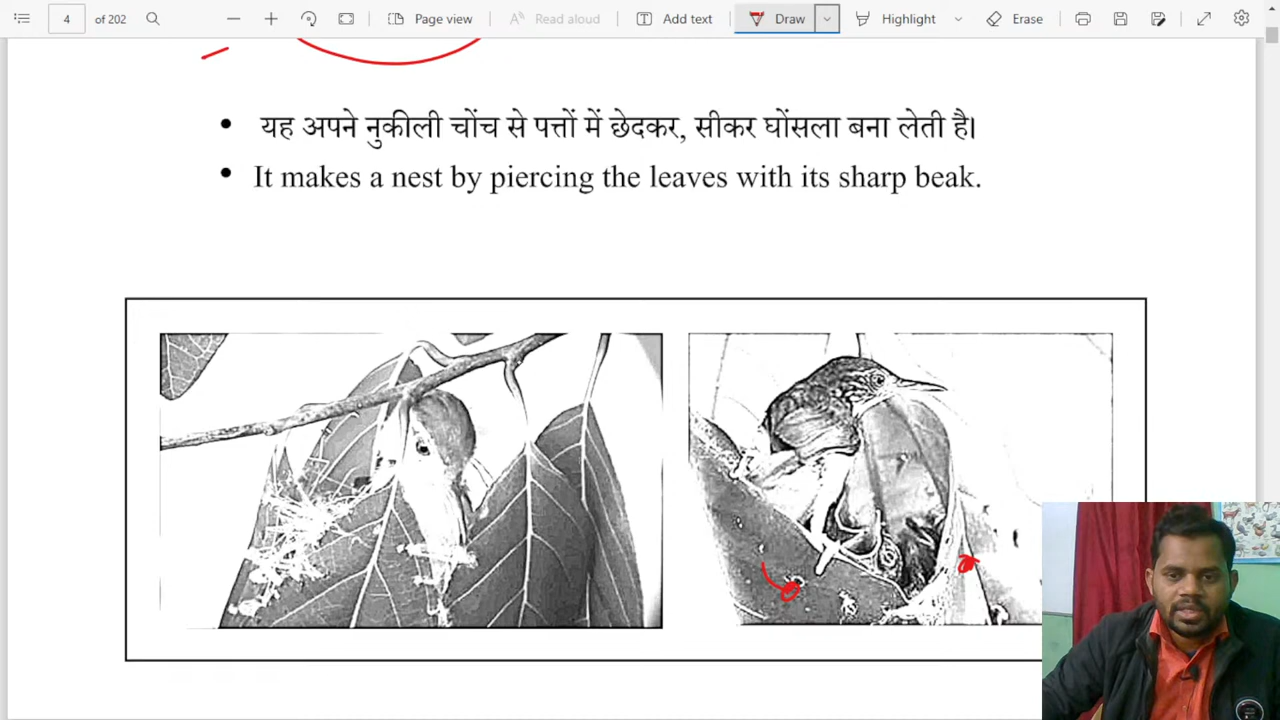 4 of 202 Page view Read aloud Add text Draw Highlight Erase
• यह अपने नुकीली चोंच से पत्तों में छेदकर, सीकर घोंसला बना लेती है।
• It makes a nest by piercing the leaves with its sharp beak.